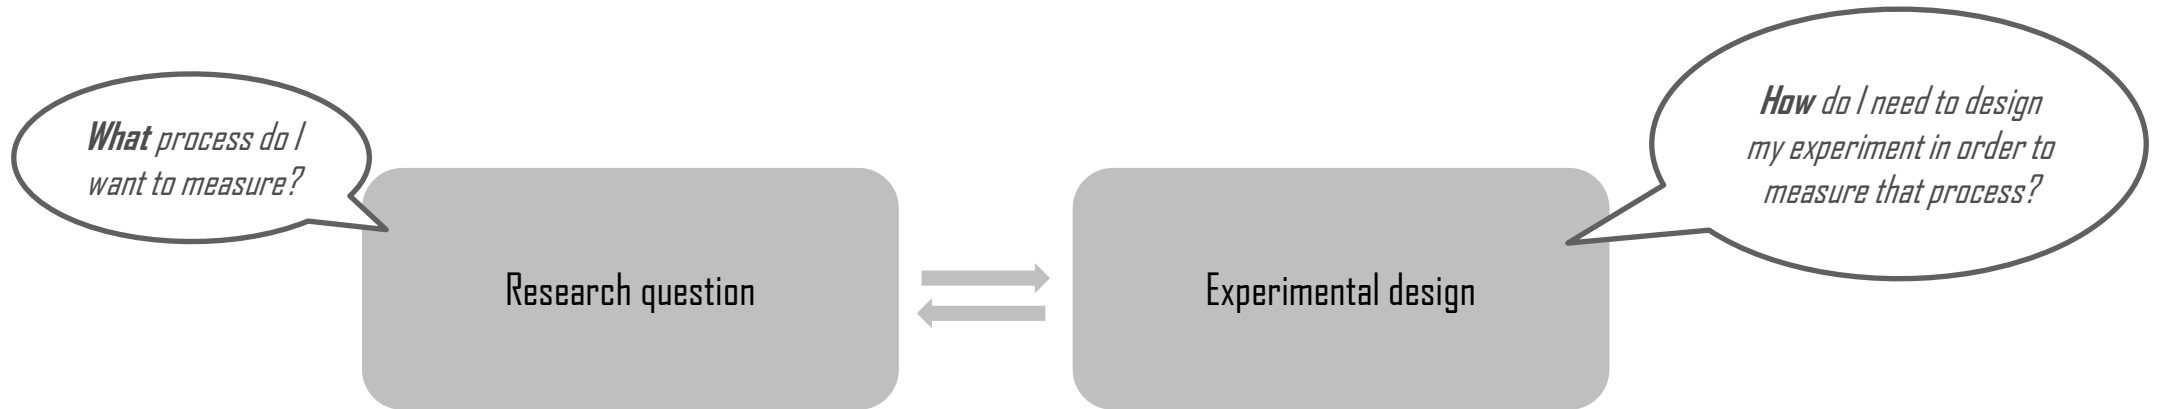 What process do I
want to measure?
Research question
Experimental design
How do I need to design
my experiment in order to
measure that process?